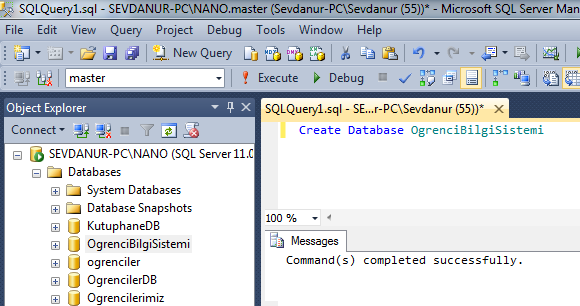 SQLQuery1.sql - SEVDANUR-PC\NANO.master (Sevdanur-PC\Sevdanur (55))* - Microsoft SQL Server Man
File Edit View Query Project Debug Tools Window Help
New Query
master Execute Debug
Object Explorer
Connect
SEVDANUR-PC\NANO (SQL Server 11.0
Databases
System Databases
Database Snapshots
KutuphaneDB
OgrenciBilgiSistemi
ogrenciler
OgrencilerDB
Ogrencilerimiz
SQLQuery1.sql - SE...r-PC\Sevdanur (55))*
Create Database OgrenciBilgiSistemi
100 %
Messages
Command(s) completed successfully.